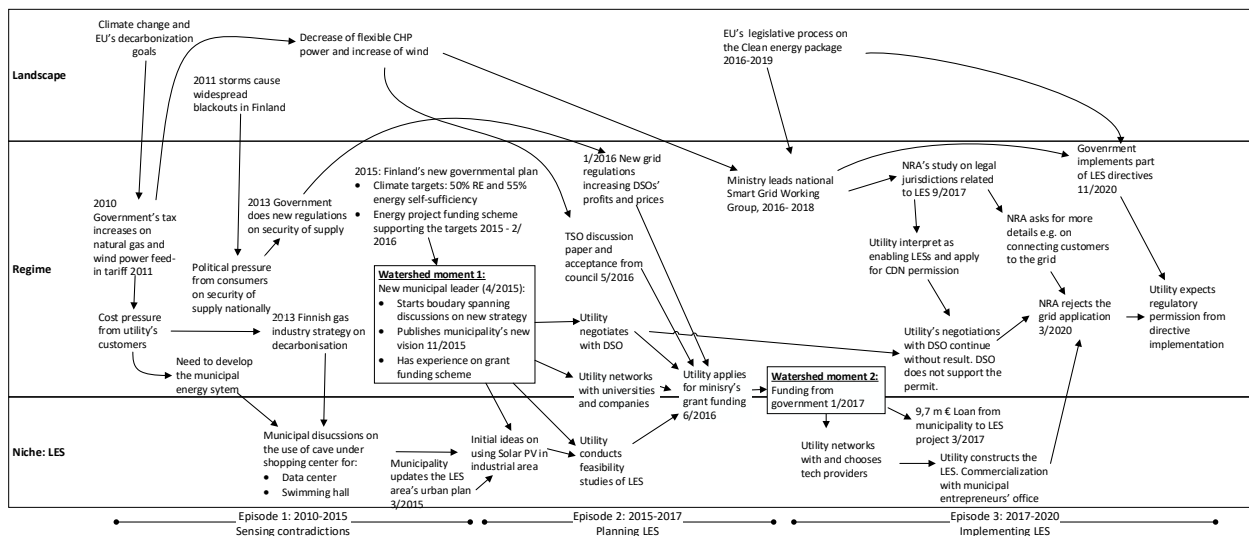 Climate change and
EU's decarbonization
goals
Decrease of flexible CHP
power and increase of wind
EU's legislative process on
the Clean energy package
2016-2019
Landscape
2011 storms cause
widespread
blackouts in Finland
2010
Government's tax
increases on
natural gas and
wind power feed-
in tariff 2011
2013 Government
does new regulations
on security of supply
2015: Finland's new governmental plan
• Climate targets: 50% RE and 55%
energy self-sufficiency
• Energy project funding scheme
supporting the targets 2015 - 2/
2016
1/2016 New grid
regulations
increasing DSOs'
profits and prices
Ministry leads national
Smart Grid Working
Group, 2016- 2018
NRA's study on legal
jurisdictions related
to LES 9/2017
Government
implements part
of LES directives
11/2020
Regime
Political pressure
from consumers
on security of
supply nationally
TSO discussion
paper and
acceptance from
council 5/2016
Utility interpret as
enabling LESs and apply
for CDN permission
NRA asks for more
details e.g. on
connecting customers
to the grid
Cost pressure
from utility's
customers
2013 Finnish gas
industry strategy on
decarbonisation
Need to develop
the municipal
energy sytem
Watershed moment 1:
New municipal leader (4/2015):
• Starts boudary spanning
discussions on new strategy
• Publishes municipality's new
vision 11/2015
• Has experience on grant
funding scheme
Utility
negotiates
with DSO
Utility networks
with universities
and companies
Utility applies
for minisry's
grant funding
6/2016
Watershed moment 2:
Funding from
government 1/2017
Utility's negotiations
with DSO continue
without result. DSO
does not support the
permit.
NRA rejects the
grid application
3/2020
Utility expects
regulatory
permission from
directive
implementation
Niche: LES
Municipal disucssions on
the use of cave under
shopping center for:
• Data center
• Swimming hall
Municipality
updates the LES
area's urban plan
3/2015
Initial ideas on
using Solar PV in
industrial area
Utility
conducts
feasibility
studies of LES
Utility networks
with and chooses
tech providers
9,7 m € Loan from
municipality to LES
project 3/2017
Utility constructs the
LES. Commercialization
with municipal
entrepreneurs' office
Episode 1: 2010-2015
Sensing contradictions
Episode 2: 2015-2017
Planning LES
Episode 3: 2017-2020
Implementing LES